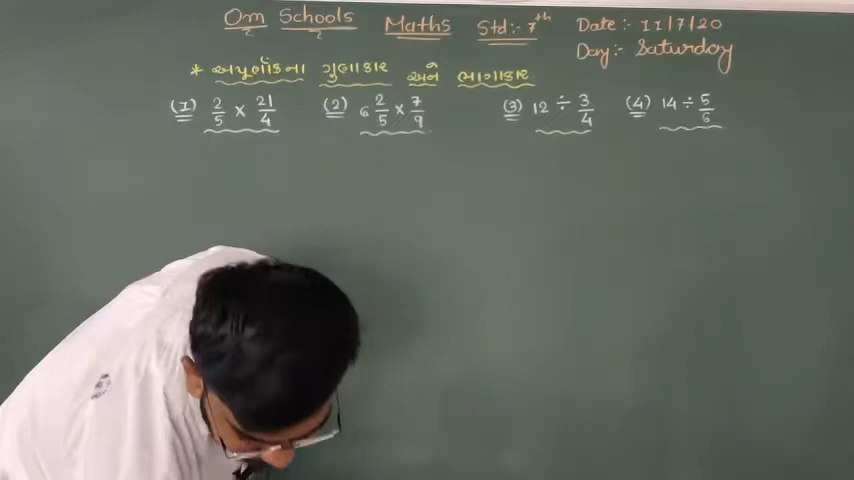 Om Schools Maths Std:- 7th Date:- 11/7/20
Day:- Saturday
* અપૂર્ણાંકના ગુણાકાર અને ભાગાકાર
(1) 2/5 × 21/4 (2) 6 2/5 × 7/9 (3) 12 ÷ 3/4 (4) 14 ÷ 5/6